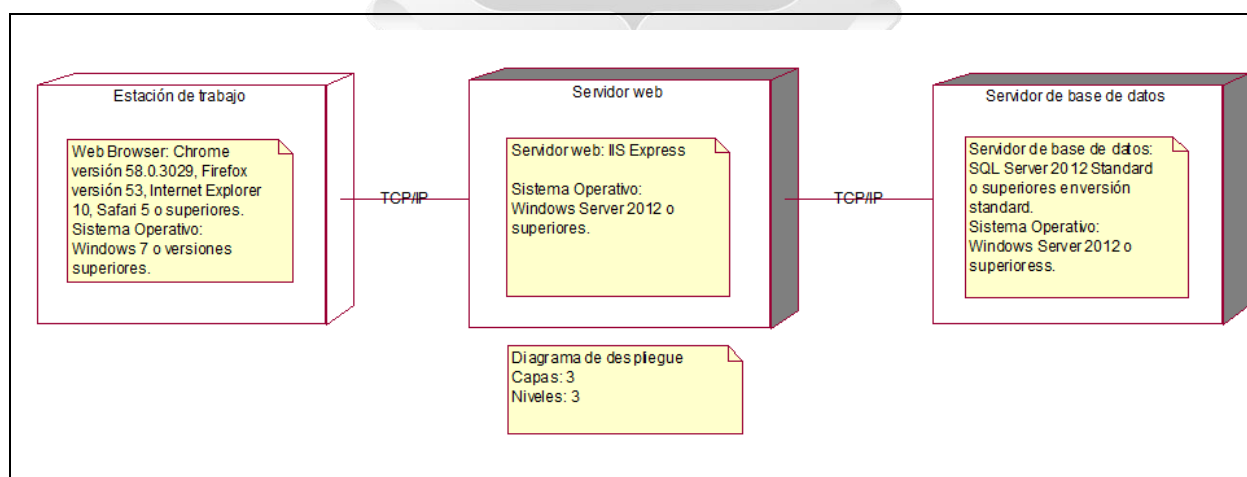 Estación de trabajo
Web Browser: Chrome
versión 58.0.3029, Firefox
versión 53, Internet Explorer
10, Safari 5 o superiores.
Sistema Operativo:
Windows 7 o versiones
superiores.
TCP/IP
Servidor web
Servidor web: IIS Express
Sistema Operativo:
Windows Server 2012 o
superiores.
TCP/IP
Servidor de base de datos
Servidor de base de datos:
SQL Server 2012 Standard
o superiores en versión
standard.
Sistema Operativo:
Windows Server 2012 o
superioress.
Diagrama de despliegue
Capas: 3
Niveles: 3